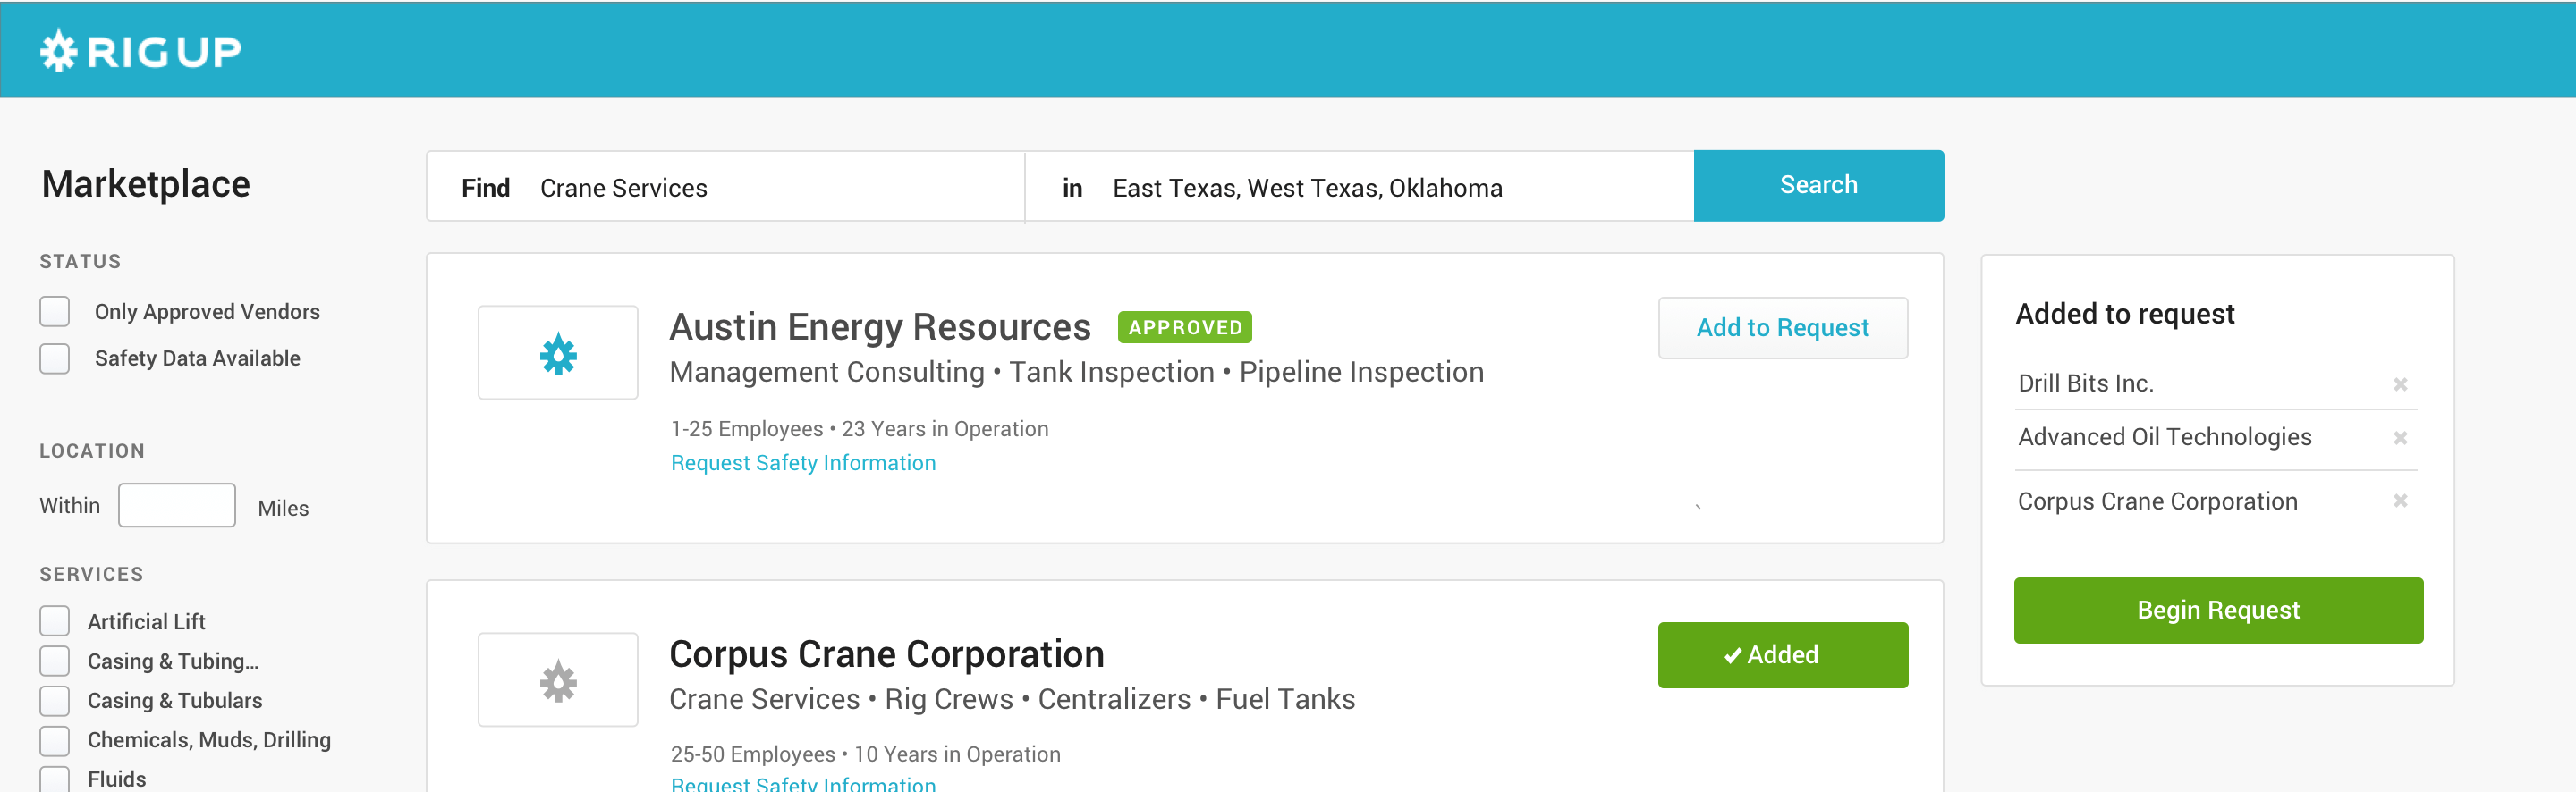 RIGUP
Marketplace
Find Crane Services in East Texas, West Texas, Oklahoma Search
STATUS
Only Approved Vendors
Safety Data Available
LOCATION
Within Miles
SERVICES
Artificial Lift
Casing & Tubing...
Casing & Tubulars
Chemicals, Muds, Drilling
Fluids
Austin Energy Resources APPROVED
Add to Request
Management Consulting • Tank Inspection • Pipeline Inspection
1-25 Employees • 23 Years in Operation
Request Safety Information
`
Corpus Crane Corporation
✓ Added
Crane Services • Rig Crews • Centralizers • Fuel Tanks
25-50 Employees • 10 Years in Operation
Request Safety Information
Added to request
Drill Bits Inc. ×
Advanced Oil Technologies ×
Corpus Crane Corporation ×
Begin Request